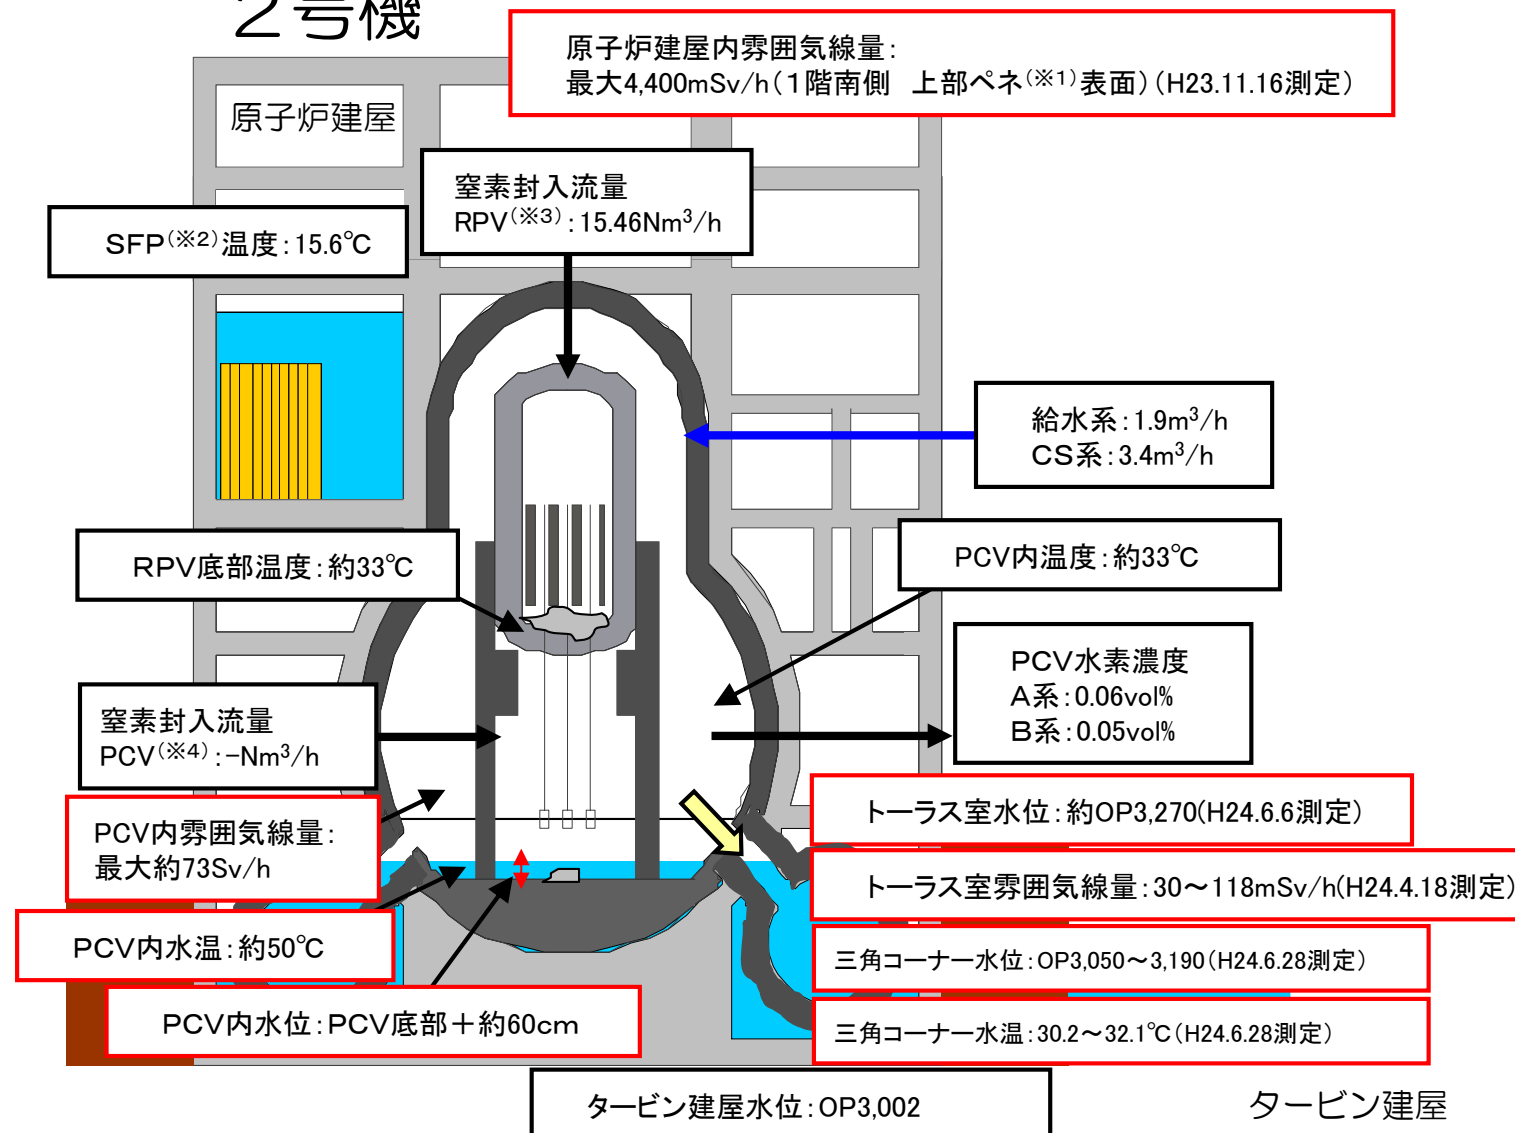 ２号機
原子炉建屋内雰囲気線量：
最大4,400mSv/h（１階南側　上部ペネ(※1)表面）（H23.11.16測定）
原子炉建屋
窒素封入流量
RPV(※3)：15.46Nm³/h
SFP(※2)温度：15.6℃
給水系：1.9m³/h
CS系：3.4m³/h
RPV底部温度：約33℃
PCV内温度：約33℃
PCV水素濃度
A系：0.06vol%
B系：0.05vol%
窒素封入流量
PCV(※4)：-Nm³/h
PCV内雰囲気線量：
最大約73Sv/h
トーラス室水位：約OP3,270(H24.6.6測定)
トーラス室雰囲気線量：30～118mSv/h(H24.4.18測定)
PCV内水温：約50℃
三角コーナー水位：OP3,050～3,190(H24.6.28測定)
PCV内水位：PCV底部＋約60cm
三角コーナー水温：30.2～32.1℃(H24.6.28測定)
タービン建屋水位：OP3,002
タービン建屋